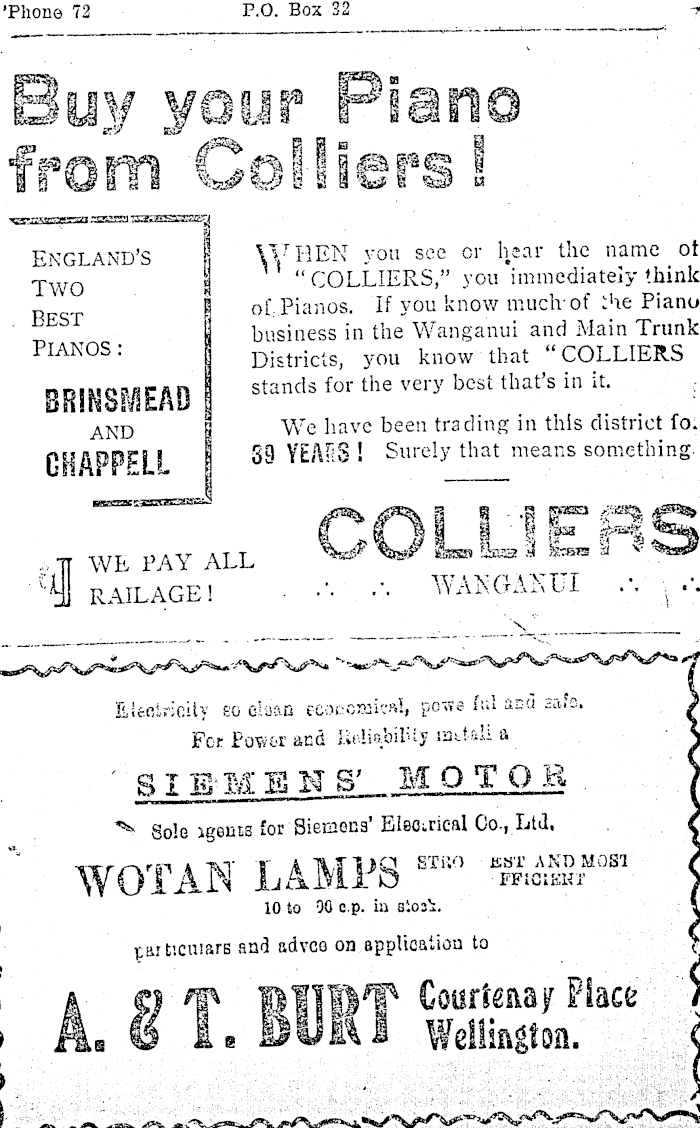 'Phone 72 P.O. Box 32
Buy your Piano
from Colliers!
ENGLAND'S
TWO
BEST
PIANOS:
BRINSMEAD
AND
CHAPPELL
WE PAY ALL
RAILAGE!
WHEN you see or hear the name of
"COLLIERS," you immediately think
of Pianos. If you know much of the Piano
business in the Wanganui and Main Trunk
Districts, you know that "COLLIERS
stands for the very best that's in it.
We have been trading in this district fo
39 YEARS! Surely that means something.
COLLIERS
WANGANUI
Electricity so clean economical, powe ful and safe.
For Power and Reliability install a
SIEMENS' MOTOR
Sole agents for Siemens' Electrical Co., Ltd,
WOTAN LAMPS STRO EST AND MOST
FFICIENT
10 to 00 c.p. in stock.
particulars and advce on application to
A. & T. BURT Courtenay Place
Wellington.